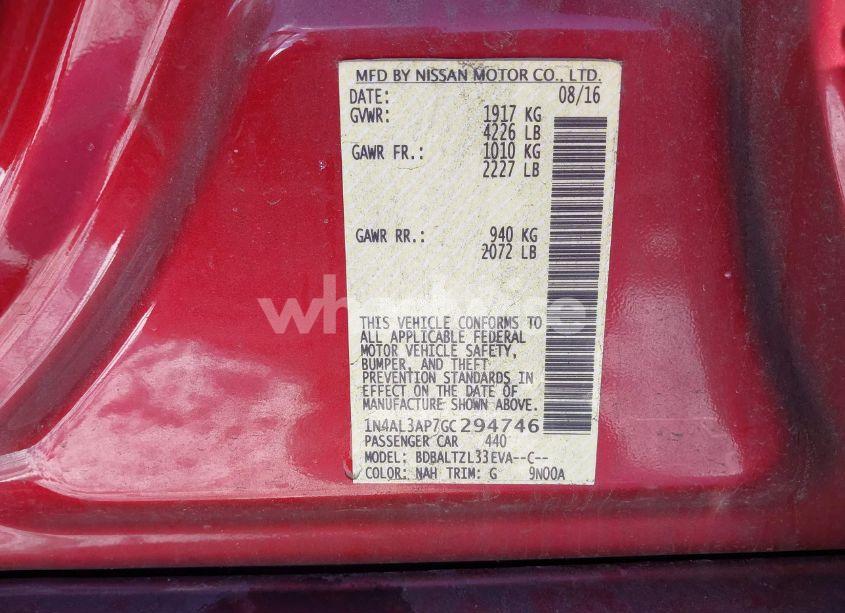 MFD BY NISSAN MOTOR CO., LTD.
DATE: 08/16
GVWR: 1917 KG
4226 LB
GAWR FR.: 1010 KG
2227 LB
GAWR RR.: 940 KG
2072 LB
THIS VEHICLE CONFORMS TO
ALL APPLICABLE FEDERAL
MOTOR VEHICLE SAFETY,
BUMPER, AND THEFT
PREVENTION STANDARDS IN
EFFECT ON THE DATE OF
MANUFACTURE SHOWN ABOVE.
1N4AL3AP7GC294746
PASSENGER CAR 440
MODEL: BDBALTZL33EVA--C--
COLOR: NAH TRIM: G 9N00A